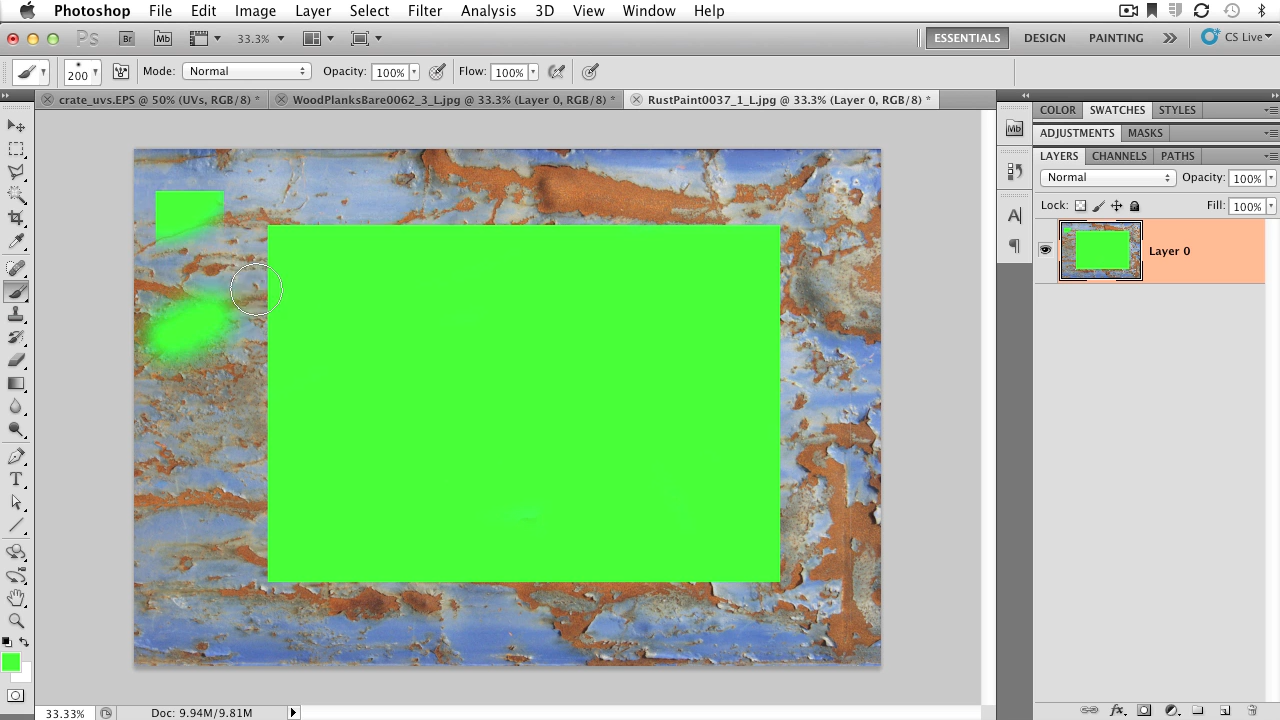 Photoshop File Edit Image Layer Select Filter Analysis 3D View Window Help
Ps Br Mb 33.3% ESSENTIALS DESIGN PAINTING CS Live
200 Mode: Normal Opacity: 100% Flow: 100%
crate_uvs.EPS @ 50% (UVs, RGB/8) * WoodPlanksBare0062_3_L.jpg @ 33.3% (Layer 0, RGB/8) * RustPaint0037_1_L.jpg @ 33.3% (Layer 0, RGB/8) *
COLOR SWATCHES STYLES
Mb
ADJUSTMENTS MASKS
LAYERS CHANNELS PATHS
Normal Opacity: 100%
Lock: Fill: 100%
A
Layer 0
T
fx
33.33% Doc: 9.94M/9.81M